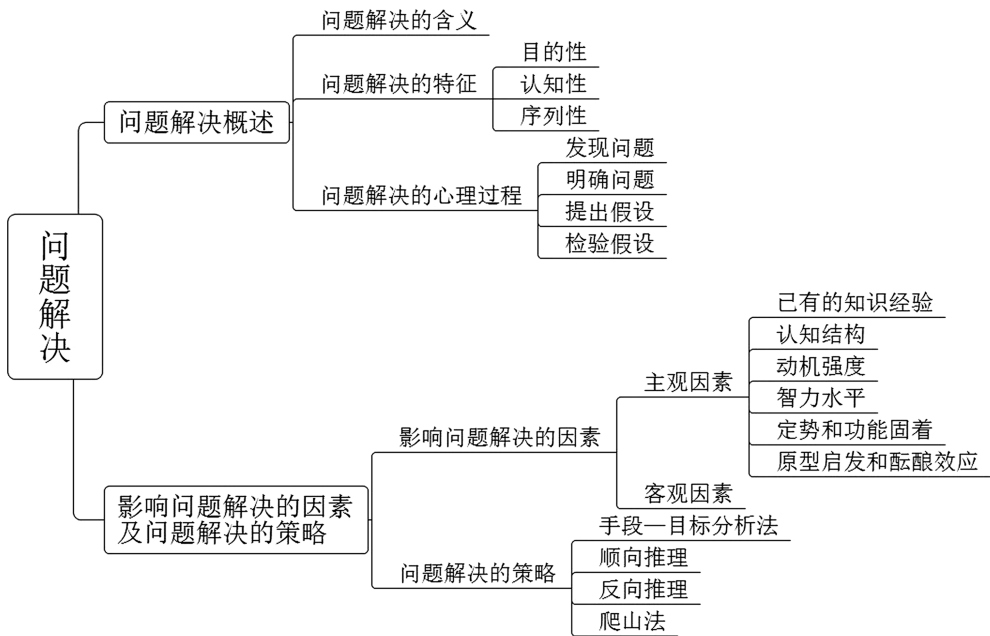 问题解决
问题解决概述
问题解决的含义
问题解决的特征
目的性
认知性
序列性
问题解决的心理过程
发现问题
明确问题
提出假设
检验假设
影响问题解决的因素
及问题解决的策略
影响问题解决的因素
主观因素
已有的知识经验
认知结构
动机强度
智力水平
定势和功能固着
原型启发和酝酿效应
客观因素
问题解决的策略
手段—目标分析法
顺向推理
反向推理
爬山法